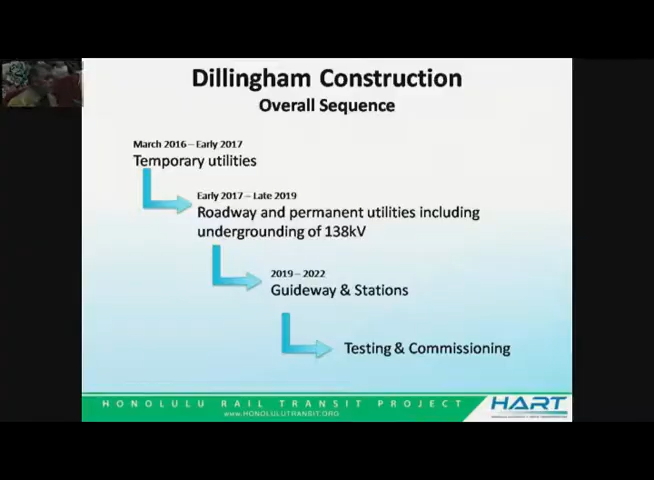 Dillingham Construction
Overall Sequence
March 2016 – Early 2017
Temporary utilities
Early 2017 – Late 2019
Roadway and permanent utilities including
undergrounding of 138kV
2019 – 2022
Guideway & Stations
Testing & Commissioning
HONOLULU RAIL TRANSIT PROJECT
www.HONOLULUTRANSIT.ORG
HART